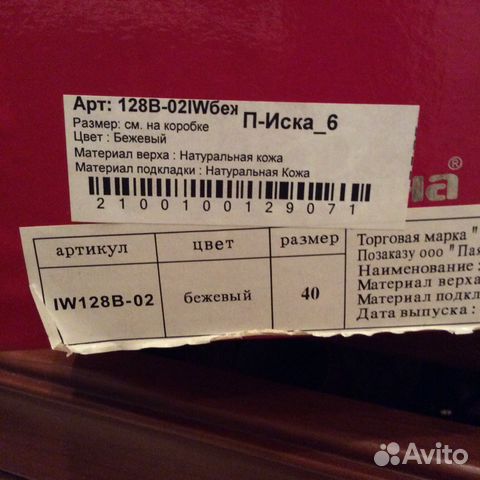 Арт: 128B-02IWбеж
П-Иска_6
Размер: см. на коробке
Цвет : Бежевый
Материал верха : Натуральная кожа
Материал подкладки : Натуральная Кожа
2100100129071
®
артикул
цвет
размер
IW128B-02
бежевый
40
Торговая марка "
Позаказу ооо "Пая
Наименование :
Материал верха
Материал подкл
Дата выпуска :
Avito